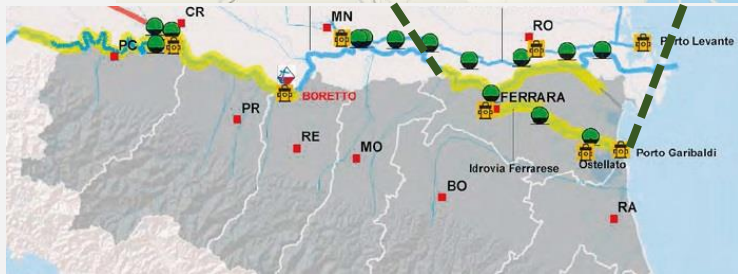 CR
MN
RO
Porto Levante
PC
BORETTO
FERRARA
PR
RE
MO
Idrovia Ferrarese
Ostellato
Porto Garibaldi
BO
RA